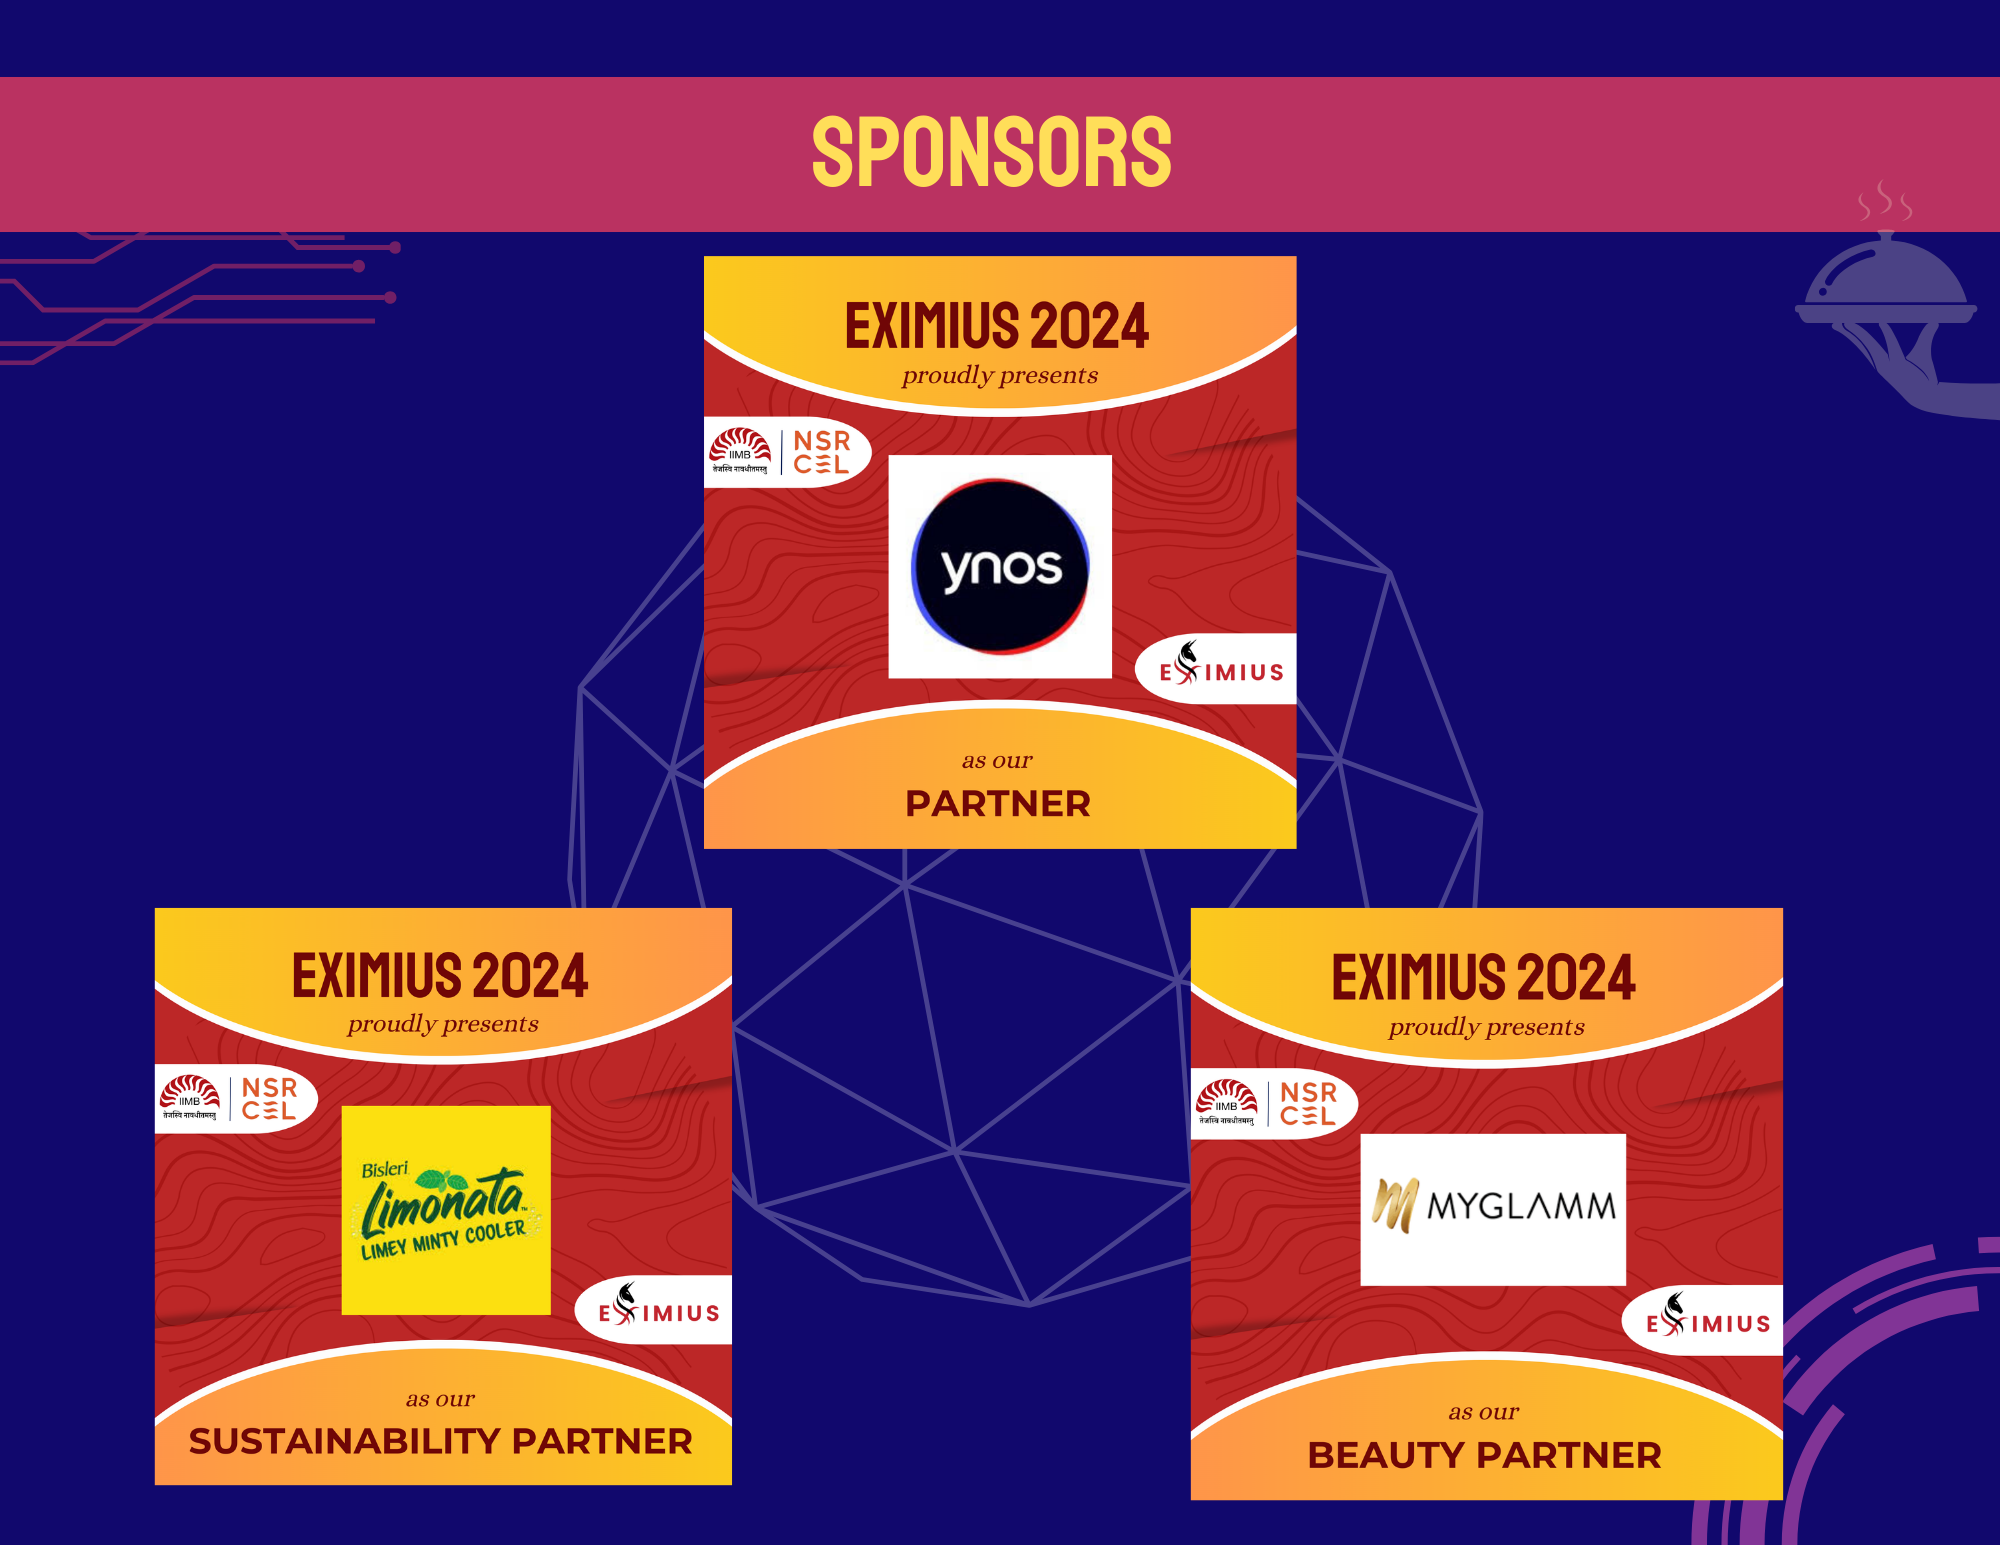 SPONSORS
EXIMIUS 2024
proudly presents
IIMB
तेजस्वि नावधीतमस्तु
NSR
CEL
ynos
EXIMIUS
as our
PARTNER
EXIMIUS 2024
proudly presents
IIMB
तेजस्वि नावधीतमस्तु
NSR
CEL
Bisleri
Limonata™
LIMEY MINTY COOLER
EXIMIUS
as our
SUSTAINABILITY PARTNER
EXIMIUS 2024
proudly presents
IIMB
तेजस्वि नावधीतमस्तु
NSR
CEL
M MYGLAMM
EXIMIUS
as our
BEAUTY PARTNER